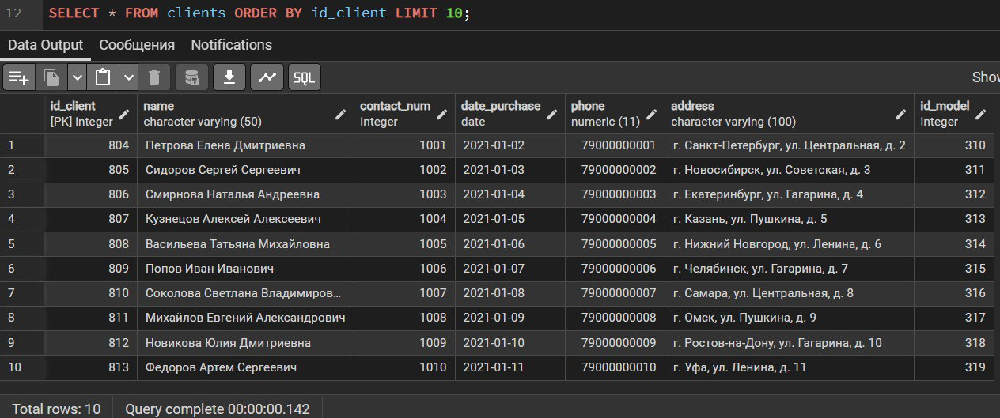 12 SELECT * FROM clients ORDER BY id_client LIMIT 10;
Data Output Сообщения Notifications
SQL Show
id_client name contact_num date_purchase phone address id_model
[PK] integer character varying (50) integer date numeric (11) character varying (100) integer
1 804 Петрова Елена Дмитриевна 1001 2021-01-02 79000000001 г. Санкт-Петербург, ул. Центральная, д. 2 310
2 805 Сидоров Сергей Сергеевич 1002 2021-01-03 79000000002 г. Новосибирск, ул. Советская, д. 3 311
3 806 Смирнова Наталья Андреевна 1003 2021-01-04 79000000003 г. Екатеринбург, ул. Гагарина, д. 4 312
4 807 Кузнецов Алексей Алексеевич 1004 2021-01-05 79000000004 г. Казань, ул. Пушкина, д. 5 313
5 808 Васильева Татьяна Михайловна 1005 2021-01-06 79000000005 г. Нижний Новгород, ул. Ленина, д. 6 314
6 809 Попов Иван Иванович 1006 2021-01-07 79000000006 г. Челябинск, ул. Гагарина, д. 7 315
7 810 Соколова Светлана Владимиров... 1007 2021-01-08 79000000007 г. Самара, ул. Центральная, д. 8 316
8 811 Михайлов Евгений Александрович 1008 2021-01-09 79000000008 г. Омск, ул. Пушкина, д. 9 317
9 812 Новикова Юлия Дмитриевна 1009 2021-01-10 79000000009 г. Ростов-на-Дону, ул. Гагарина, д. 10 318
10 813 Федоров Артем Сергеевич 1010 2021-01-11 79000000010 г. Уфа, ул. Ленина, д. 11 319
Total rows: 10 Query complete 00:00:00.142